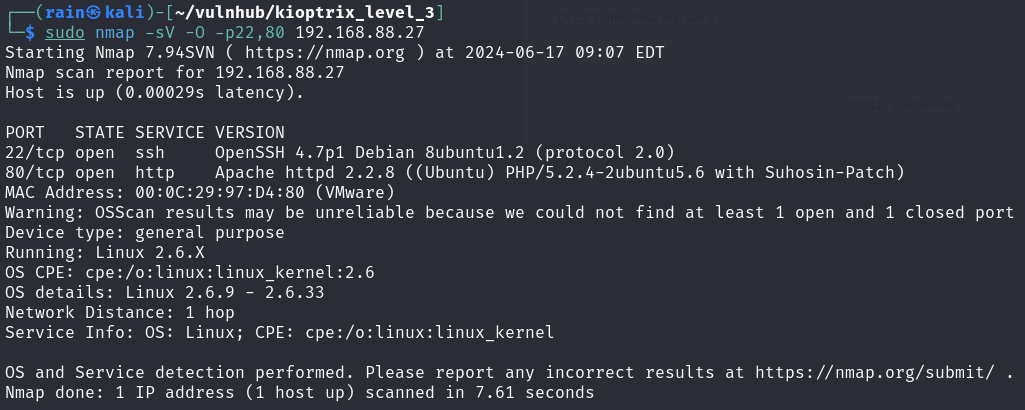 ┌──(rain㉿kali)-[~/vulnhub/kioptrix_level_3]
└─$ sudo nmap -sV -O -p22,80 192.168.88.27
Starting Nmap 7.94SVN ( https://nmap.org ) at 2024-06-17 09:07 EDT
Nmap scan report for 192.168.88.27
Host is up (0.00029s latency).

PORT   STATE SERVICE VERSION
22/tcp open  ssh     OpenSSH 4.7p1 Debian 8ubuntu1.2 (protocol 2.0)
80/tcp open  http    Apache httpd 2.2.8 ((Ubuntu) PHP/5.2.4-2ubuntu5.6 with Suhosin-Patch)
MAC Address: 00:0C:29:97:D4:80 (VMware)
Warning: OSScan results may be unreliable because we could not find at least 1 open and 1 closed port
Device type: general purpose
Running: Linux 2.6.X
OS CPE: cpe:/o:linux:linux_kernel:2.6
OS details: Linux 2.6.9 - 2.6.33
Network Distance: 1 hop
Service Info: OS: Linux; CPE: cpe:/o:linux:linux_kernel

OS and Service detection performed. Please report any incorrect results at https://nmap.org/submit/ .
Nmap done: 1 IP address (1 host up) scanned in 7.61 seconds